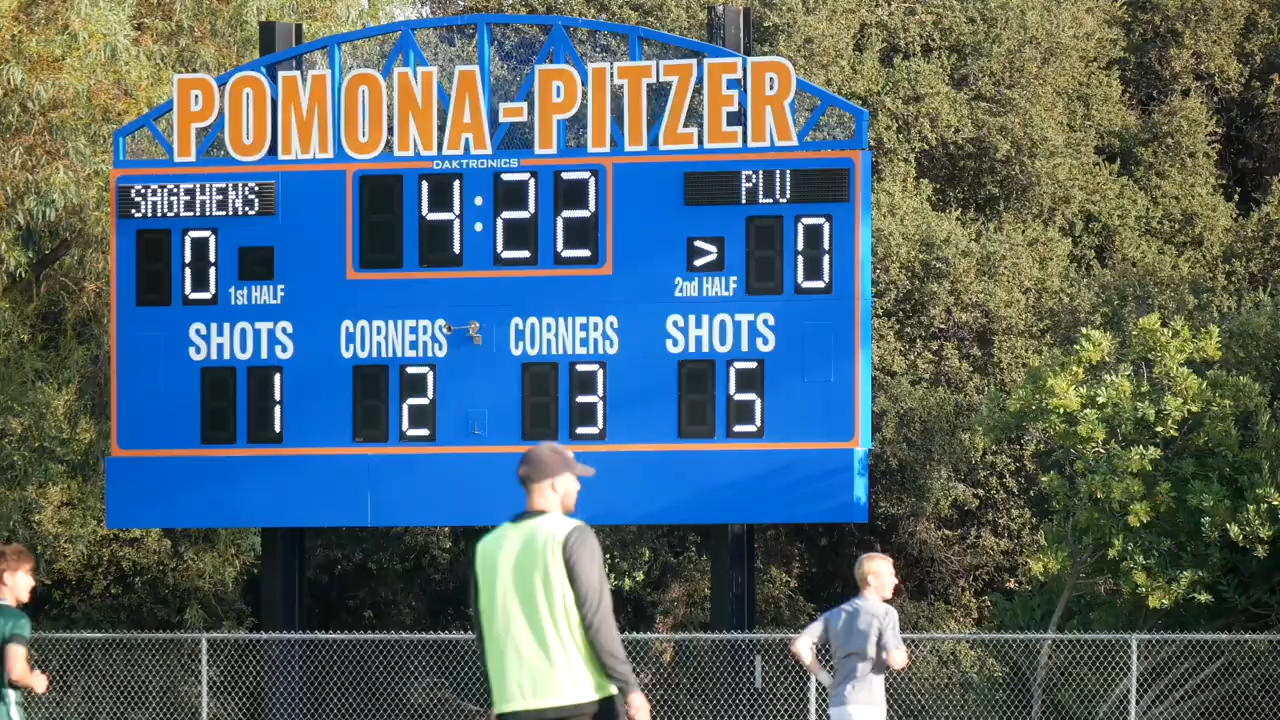 POMONA-PITZER
DAKTRONICS
SAGEHENS 4:22 PLU
0 > 0
1st HALF 2nd HALF
SHOTS CORNERS CORNERS SHOTS
1 2 3 5